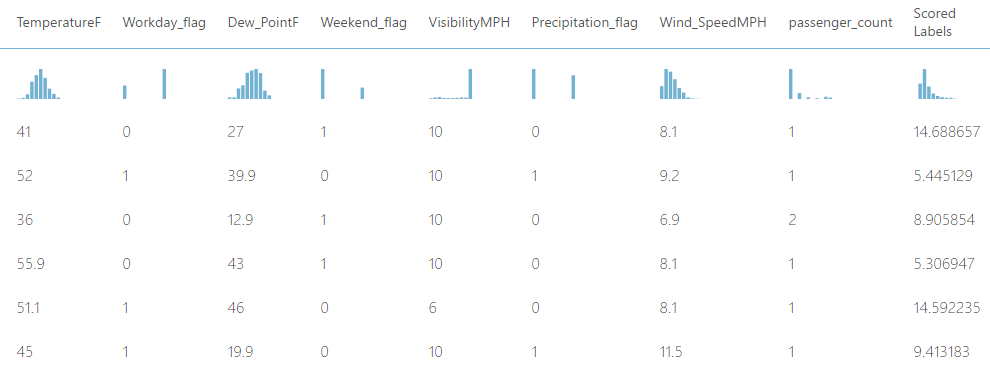 TemperatureF Workday_flag Dew_PointF Weekend_flag VisibilityMPH Precipitation_flag Wind_SpeedMPH passenger_count Scored Labels
41 0 27 1 10 0 8.1 1 14.688657
52 1 39.9 0 10 1 9.2 1 5.445129
36 0 12.9 1 10 0 6.9 2 8.905854
55.9 0 43 1 10 0 8.1 1 5.306947
51.1 1 46 0 6 0 8.1 1 14.592235
45 1 19.9 0 10 1 11.5 1 9.413183